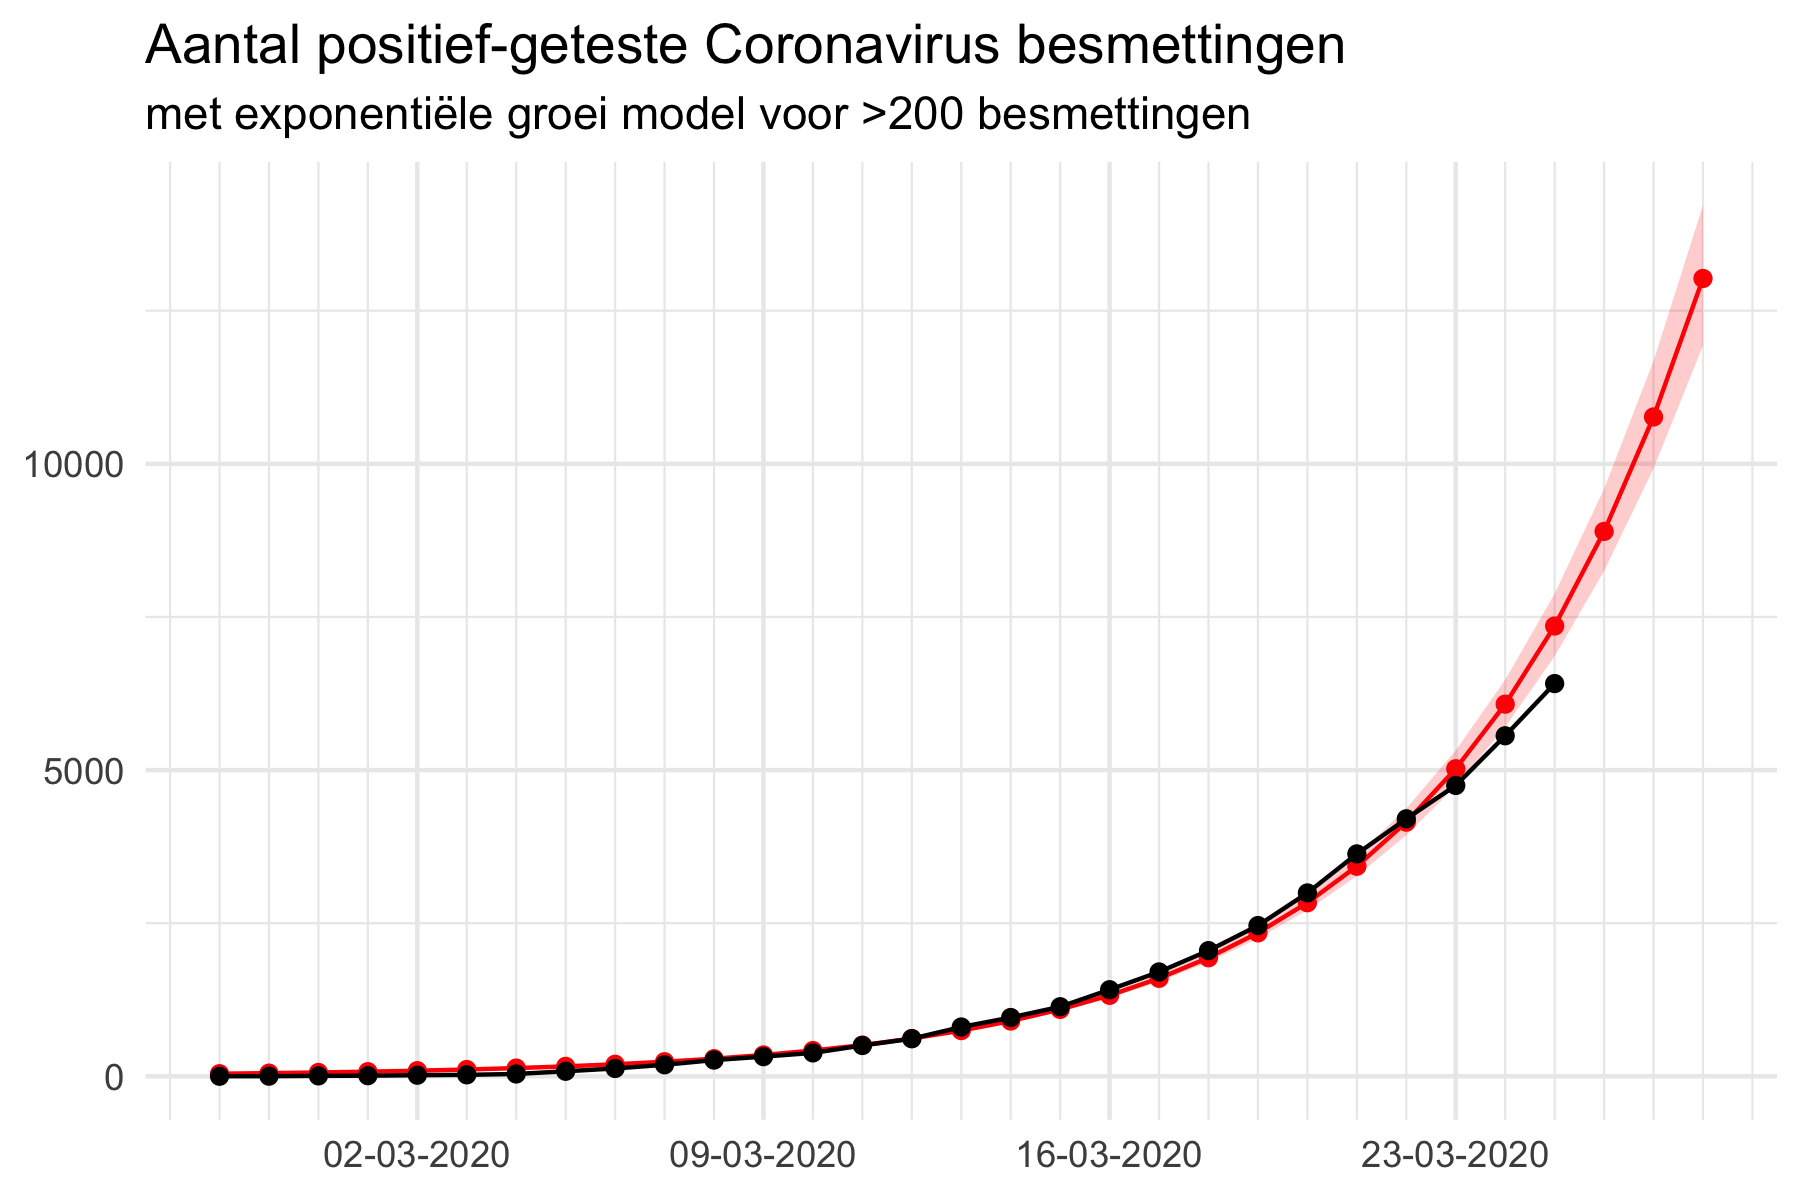 Aantal positief-geteste Coronavirus besmettingen
met exponentiële groei model voor >200 besmettingen
10000
5000
0
02-03-2020 09-03-2020 16-03-2020 23-03-2020